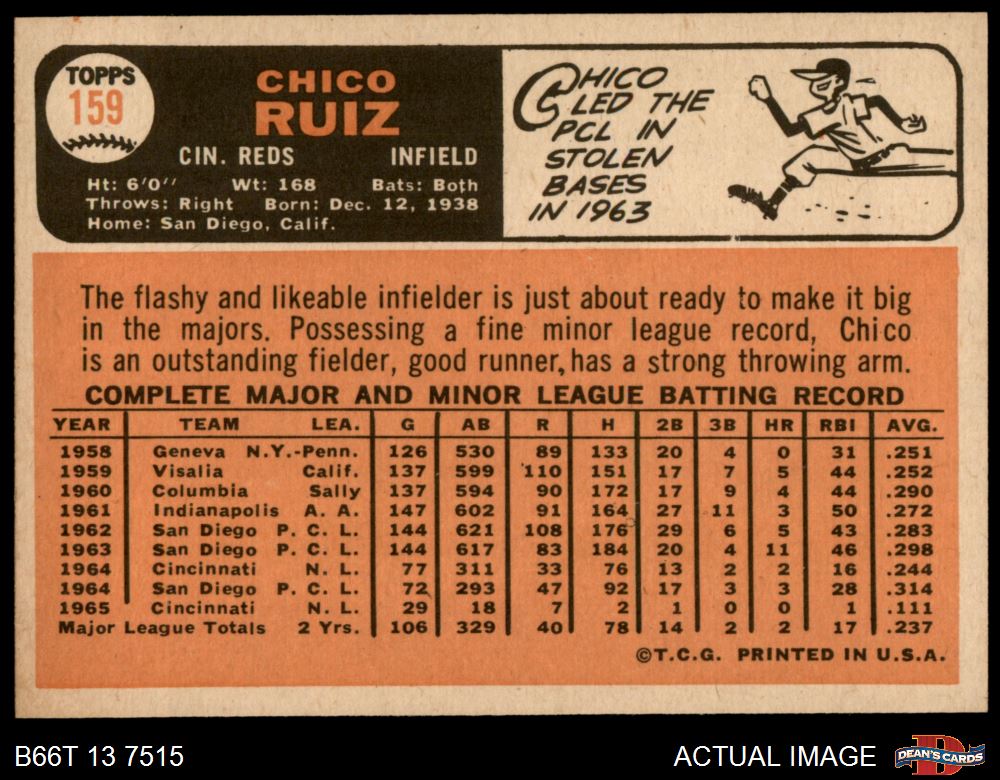 TOPPS
159
CHICO
RUIZ
CIN. REDS INFIELD
Ht: 6'0'' Wt: 168 Bats: Both
Throws: Right Born: Dec. 12, 1938
Home: San Diego, Calif.
CHICO
LED THE
PCL IN
STOLEN
BASES
IN 1963
The flashy and likeable infielder is just about ready to make it big
in the majors. Possessing a fine minor league record, Chico
is an outstanding fielder, good runner, has a strong throwing arm.
COMPLETE MAJOR AND MINOR LEAGUE BATTING RECORD
YEAR TEAM LEA. G AB R H 2B 3B HR RBI AVG.
1958 Geneva N.Y.-Penn. 126 530 89 133 20 4 0 31 .251
1959 Visalia Calif. 137 599 110 151 17 7 5 44 .252
1960 Columbia Sally 137 594 90 172 17 9 4 44 .290
1961 Indianapolis A. A. 147 602 91 164 27 11 3 50 .272
1962 San Diego P. C. L. 144 621 108 176 29 6 5 43 .283
1963 San Diego P. C. L. 144 617 83 184 20 4 11 46 .298
1964 Cincinnati N. L. 77 311 33 76 13 2 2 16 .244
1964 San Diego P. C. L. 72 293 47 92 17 3 3 28 .314
1965 Cincinnati N. L. 29 18 7 2 1 0 0 1 .111
Major League Totals 2 Yrs. 106 329 40 78 14 2 2 17 .237
©T.C.G. PRINTED IN U.S.A.
B66T 13 7515 ACTUAL IMAGE DEAN'S CARDS